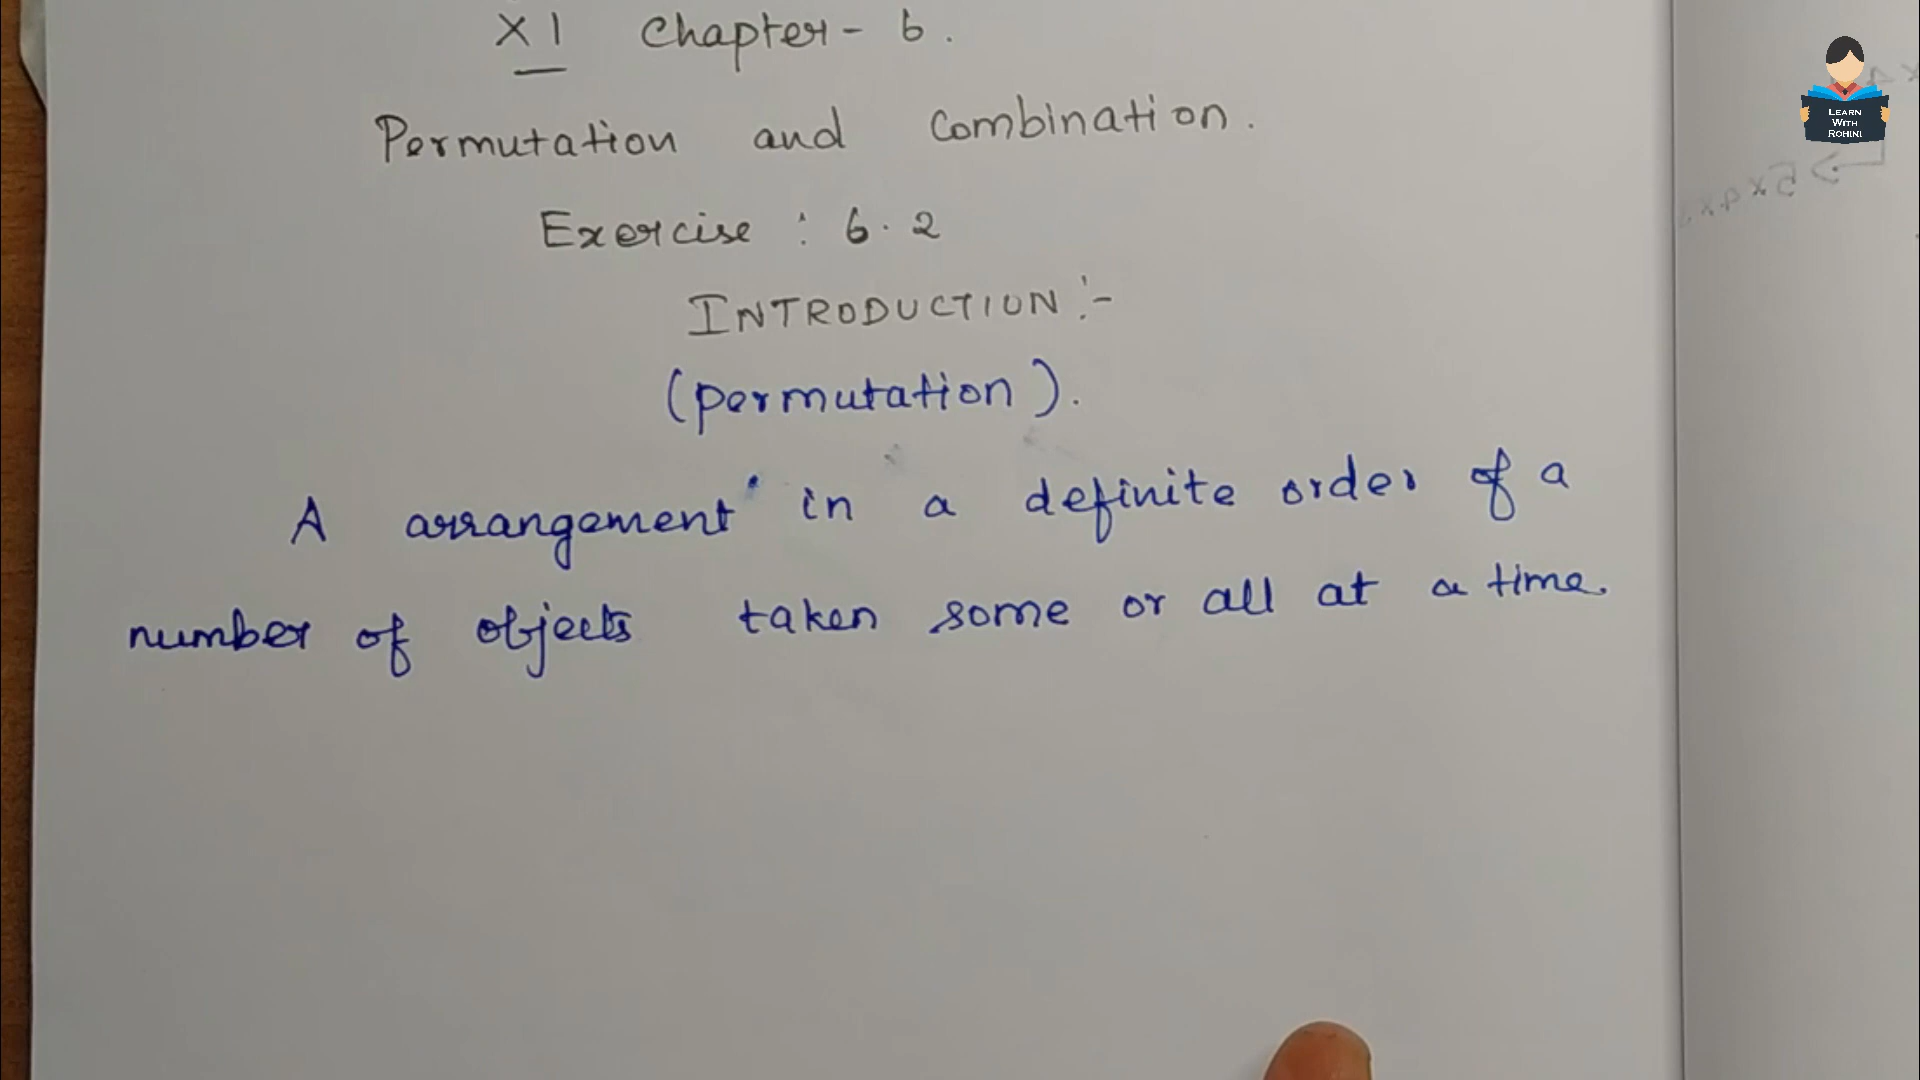 XI Chapter - 6.
Permutation and Combination.
Exercise : 6.2
INTRODUCTION :-
(permutation).
A arrangement in a definite order of a
number of objects taken some or all at a time.
LEARN
WITH
ROHINI